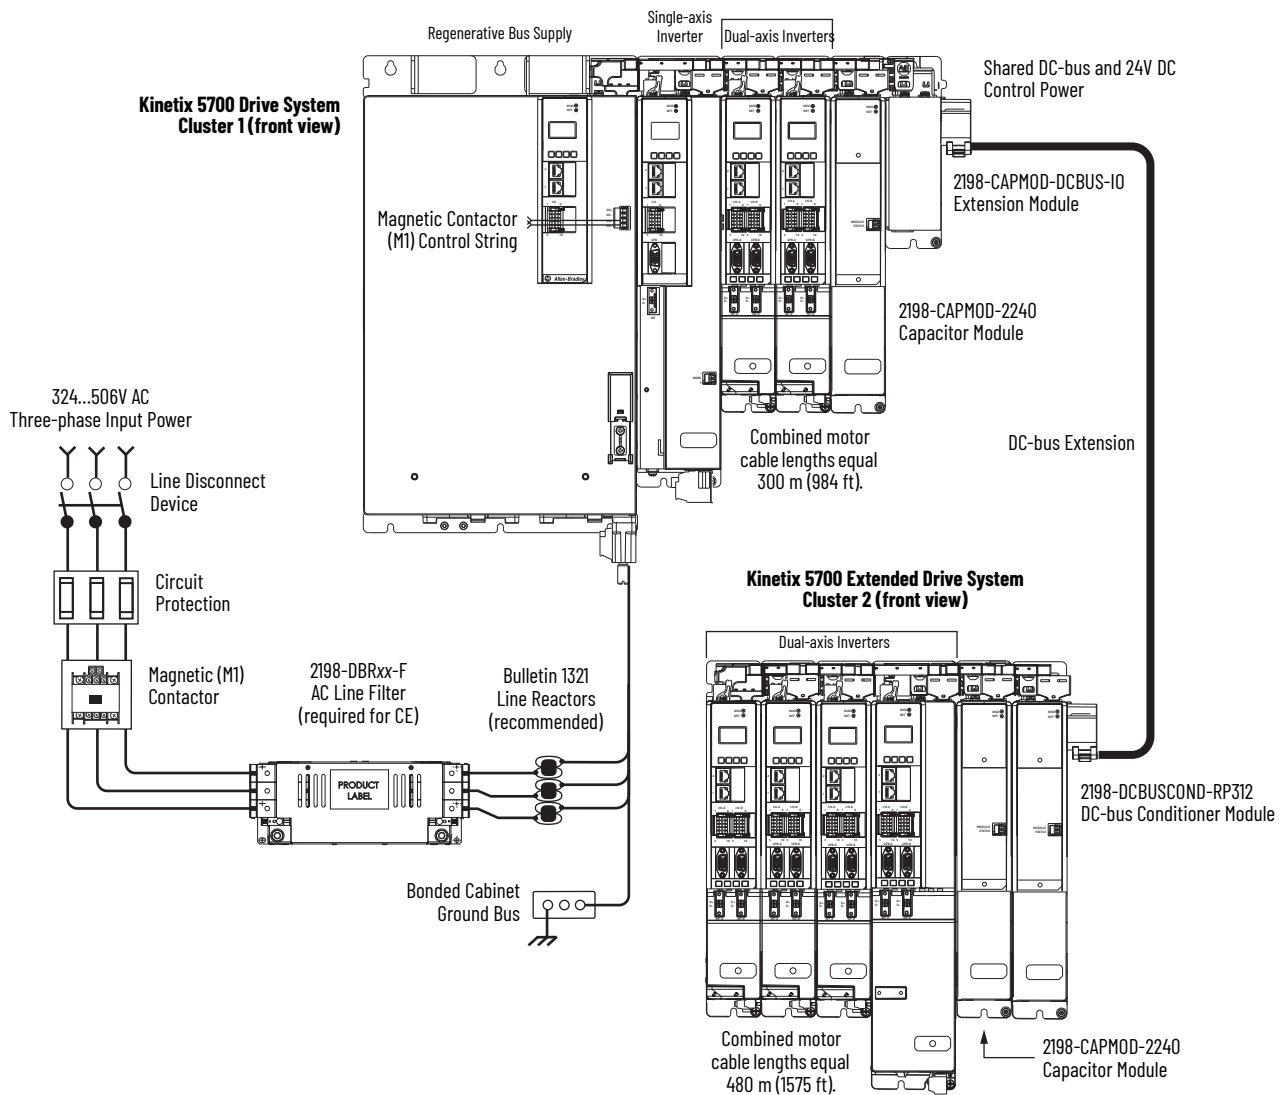 Regenerative Bus Supply
Single-axis
Inverter
Dual-axis Inverters
Shared DC-bus and 24V DC
Control Power
Kinetix 5700 Drive System
Cluster 1 (front view)
2198-CAPMOD-DCBUS-IO
Extension Module
Magnetic Contactor
(M1) Control String
Allen-Bradley
2198-CAPMOD-2240
Capacitor Module
324...506V AC
Three-phase Input Power
Combined motor
cable lengths equal
300 m (984 ft).
DC-bus Extension
Line Disconnect
Device
Circuit
Protection
Kinetix 5700 Extended Drive System
Cluster 2 (front view)
Dual-axis Inverters
Magnetic (M1)
Contactor
2198-DBRxx-F
AC Line Filter
(required for CE)
Bulletin 1321
Line Reactors
(recommended)
PRODUCT
LABEL
2198-DCBUSCOND-RP312
DC-bus Conditioner Module
Bonded Cabinet
Ground Bus
Combined motor
cable lengths equal
480 m (1575 ft).
2198-CAPMOD-2240
Capacitor Module